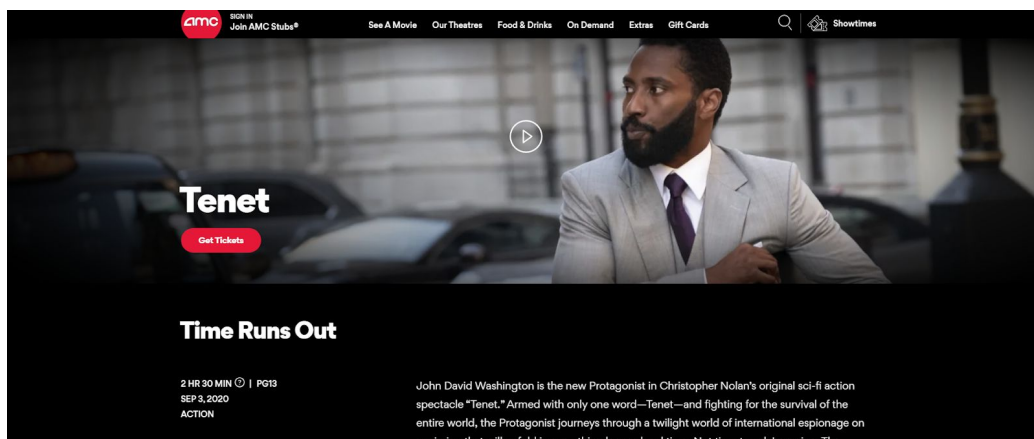 amc
SIGN IN
Join AMC Stubs®
See A Movie
Our Theatres
Food & Drinks
On Demand
Extras
Gift Cards
Showtimes
Tenet
Get Tickets
Time Runs Out
2 HR 30 MIN ? | PG13
SEP 3, 2020
ACTION
John David Washington is the new Protagonist in Christopher Nolan's original sci-fi action
spectacle “Tenet.” Armed with only one word—Tenet—and fighting for the survival of the
entire world, the Protagonist journeys through a twilight world of international espionage on